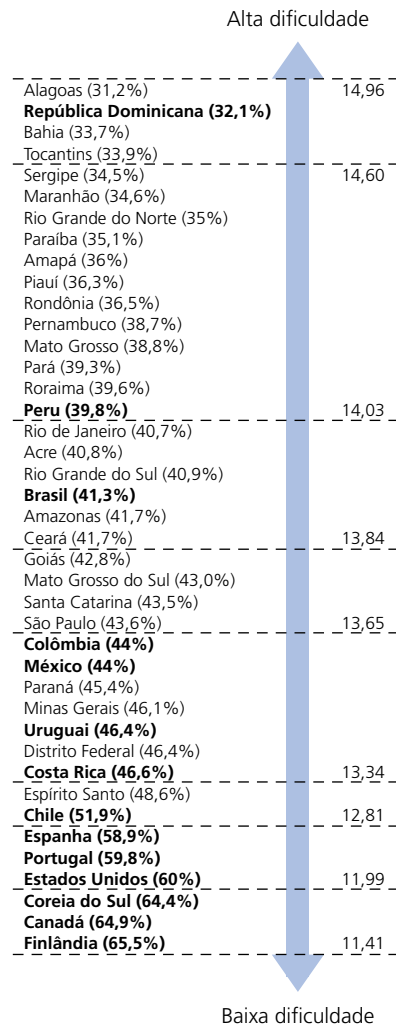 Alta dificuldade
Alagoas (31,2%) 14,96
República Dominicana (32,1%)
Bahia (33,7%)
Tocantins (33,9%)
Sergipe (34,5%) 14,60
Maranhão (34,6%)
Rio Grande do Norte (35%)
Paraíba (35,1%)
Amapá (36%)
Piauí (36,3%)
Rondônia (36,5%)
Pernambuco (38,7%)
Mato Grosso (38,8%)
Pará (39,3%)
Roraima (39,6%)
Peru (39,8%) 14,03
Rio de Janeiro (40,7%)
Acre (40,8%)
Rio Grande do Sul (40,9%)
Brasil (41,3%)
Amazonas (41,7%)
Ceará (41,7%) 13,84
Goiás (42,8%)
Mato Grosso do Sul (43,0%)
Santa Catarina (43,5%)
São Paulo (43,6%) 13,65
Colômbia (44%)
México (44%)
Paraná (45,4%)
Minas Gerais (46,1%)
Uruguai (46,4%)
Distrito Federal (46,4%)
Costa Rica (46,6%) 13,34
Espírito Santo (48,6%)
Chile (51,9%) 12,81
Espanha (58,9%)
Portugal (59,8%)
Estados Unidos (60%) 11,99
Coreia do Sul (64,4%)
Canadá (64,9%)
Finlândia (65,5%) 11,41
Baixa dificuldade